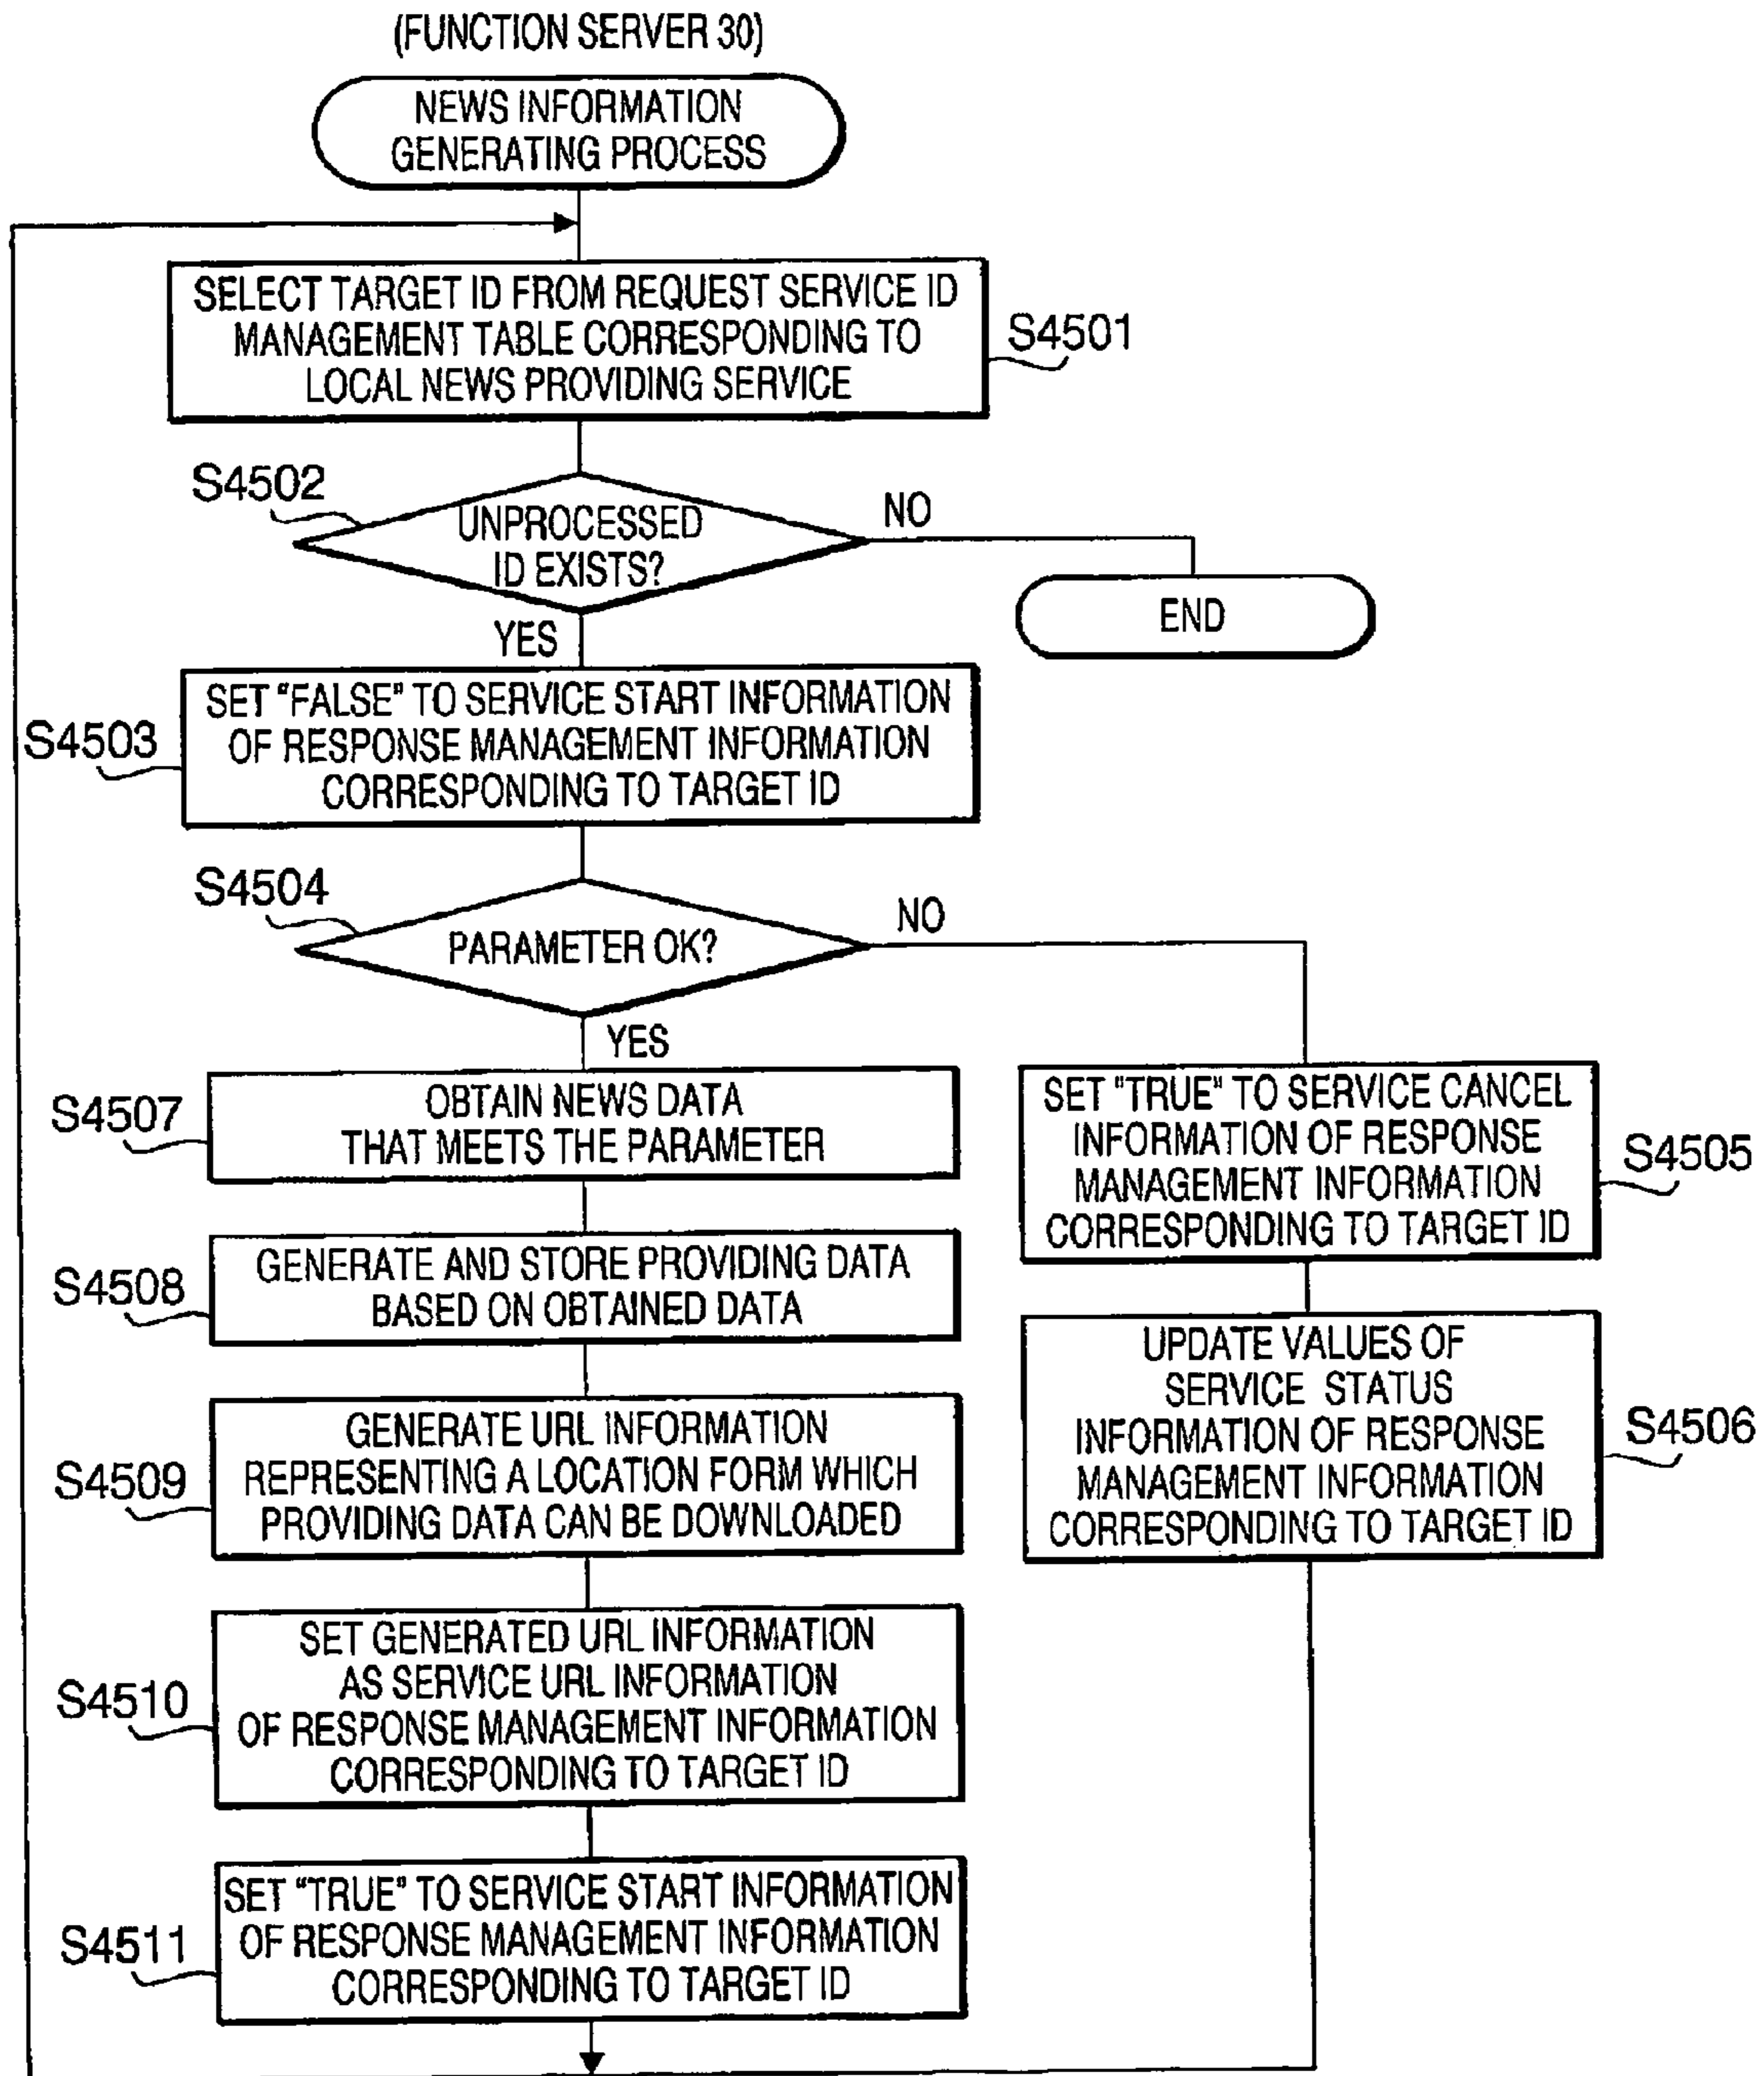 (FUNCTION SERVER 30)
NEWS INFORMATION
GENERATING PROCESS
SELECT TARGET ID FROM REQUEST SERVICE ID
MANAGEMENT TABLE CORRESPONDING TO
LOCAL NEWS PROVIDING SERVICE
S4501
S4502
UNPROCESSED
ID EXISTS?
NO
END
YES
SET "FALSE" TO SERVICE START INFORMATION
OF RESPONSE MANAGEMENT INFORMATION
CORRESPONDING TO TARGET ID
S4503
S4504
PARAMETER OK?
NO
YES
S4507
OBTAIN NEWS DATA
THAT MEETS THE PARAMETER
SET "TRUE" TO SERVICE CANCEL
INFORMATION OF RESPONSE
MANAGEMENT INFORMATION
CORRESPONDING TO TARGET ID
S4505
S4508
GENERATE AND STORE PROVIDING DATA
BASED ON OBTAINED DATA
UPDATE VALUES OF
SERVICE STATUS
INFORMATION OF RESPONSE
MANAGEMENT INFORMATION
CORRESPONDING TO TARGET ID
S4506
S4509
GENERATE URL INFORMATION
REPRESENTING A LOCATION FORM WHICH
PROVIDING DATA CAN BE DOWNLOADED
S4510
SET GENERATED URL INFORMATION
AS SERVICE URL INFORMATION
OF RESPONSE MANAGEMENT INFORMATION
CORRESPONDING TO TARGET ID
S4511
SET "TRUE" TO SERVICE START INFORMATION
OF RESPONSE MANAGEMENT INFORMATION
CORRESPONDING TO TARGET ID